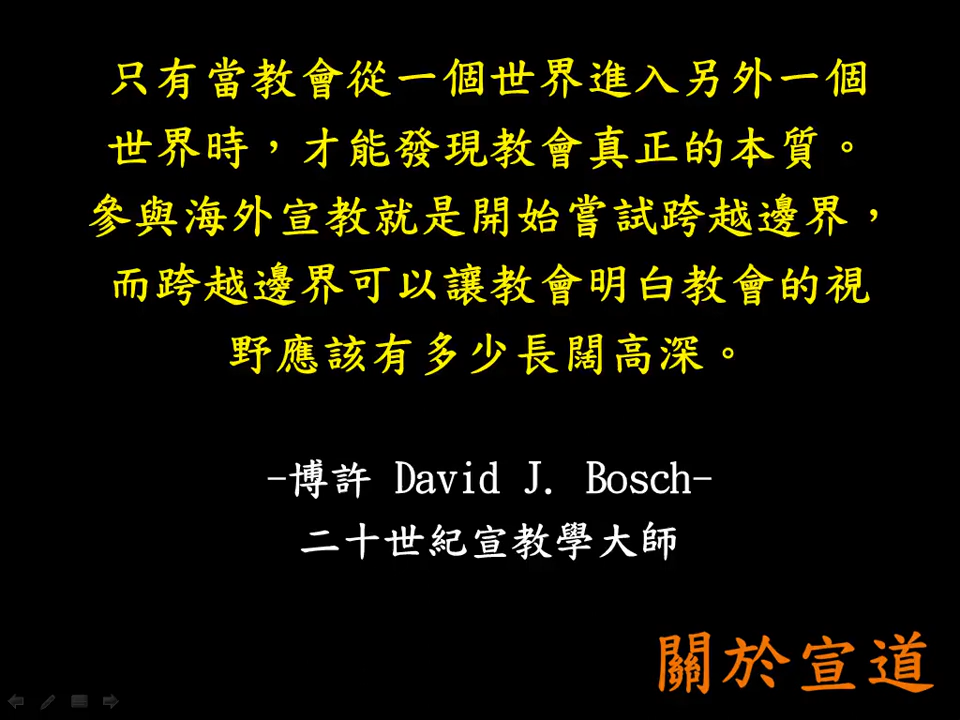 只有當教會從一個世界進入另外一個
世界時，才能發現教會真正的本質。
參與海外宣教就是開始嘗試跨越邊界，
而跨越邊界可以讓教會明白教會的視
野應該有多少長闊高深。
-博許 David J. Bosch-
二十世紀宣教學大師
關於宣道